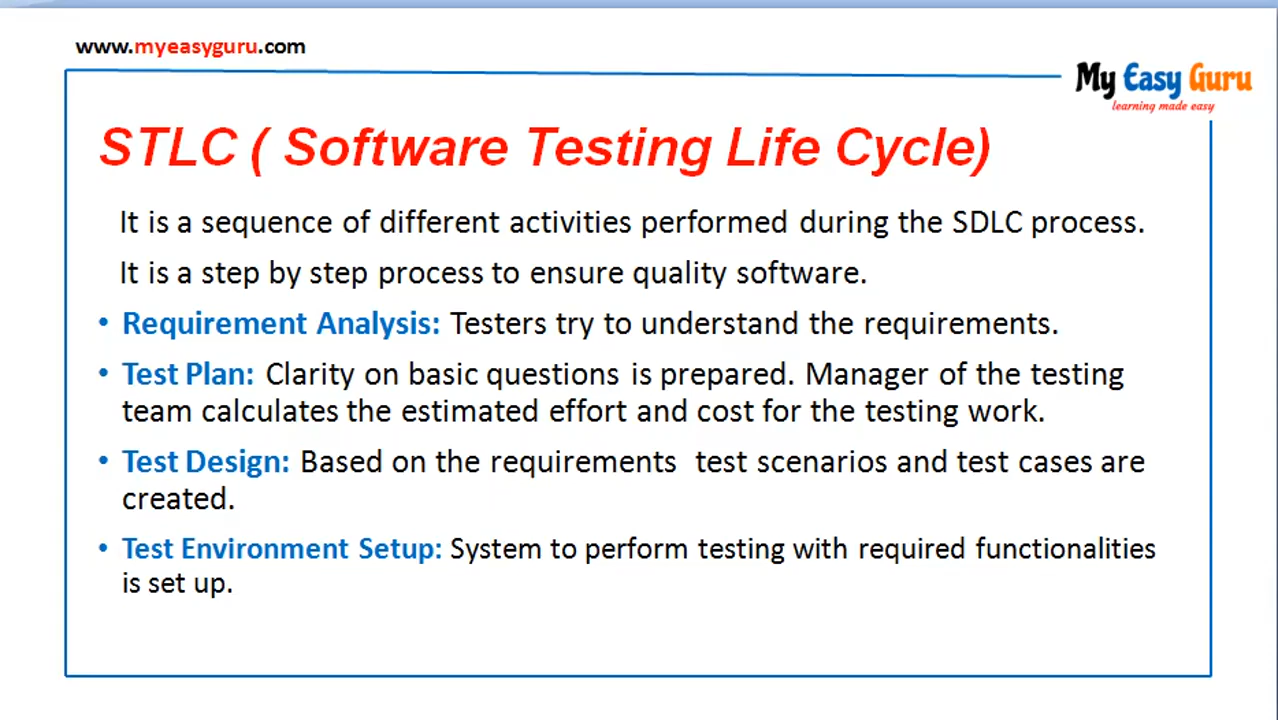 www.myeasyguru.com
My Easy Guru
learning made easy
STLC ( Software Testing Life Cycle)
It is a sequence of different activities performed during the SDLC process.
It is a step by step process to ensure quality software.
• Requirement Analysis: Testers try to understand the requirements.
• Test Plan: Clarity on basic questions is prepared. Manager of the testing
team calculates the estimated effort and cost for the testing work.
• Test Design: Based on the requirements  test scenarios and test cases are
created.
• Test Environment Setup: System to perform testing with required functionalities
is set up.